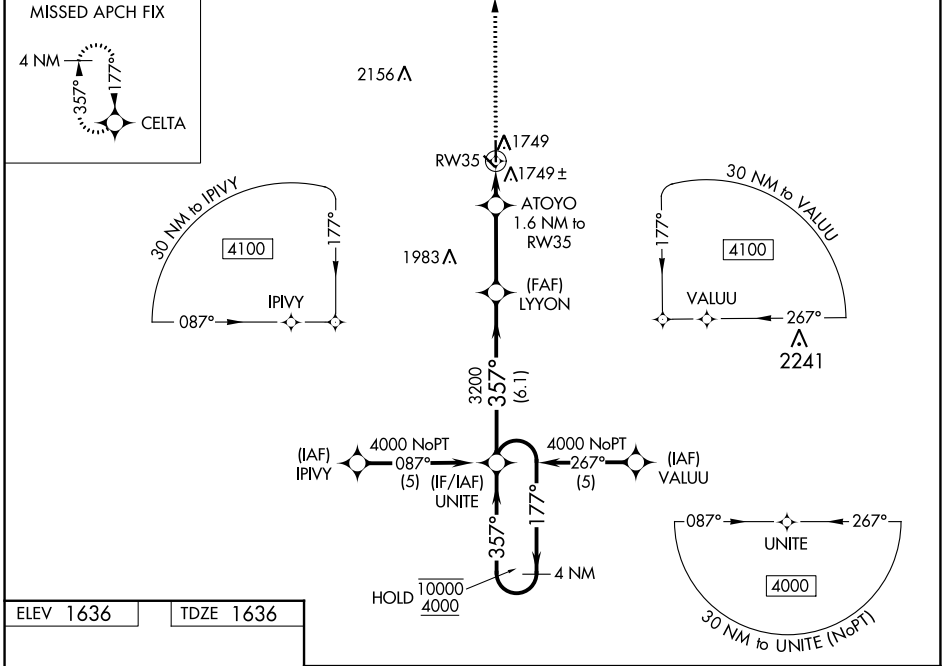 MISSED APCH FIX
4 NM
357°
177°
CELTA
2156
1749
RW35
1749 ±
ATOYO
1.6 NM to
RW35
1983
(FAF)
LYYON
30 NM to IPIVY
4100
177°
IPIVY
087°
30 NM to VALUU
177°
4100
VALUU
267°
2241
3200
357°
(6.1)
(IAF)
IPIVY
4000 NoPT
087°
(5)
(IF/IAF)
UNITE
4000 NoPT
267°
(5)
(IAF)
VALUU
357°
177°
4 NM
HOLD
10000
4000
087°
267°
UNITE
4000
30 NM to UNITE (NoPT)
ELEV 1636
TDZE 1636